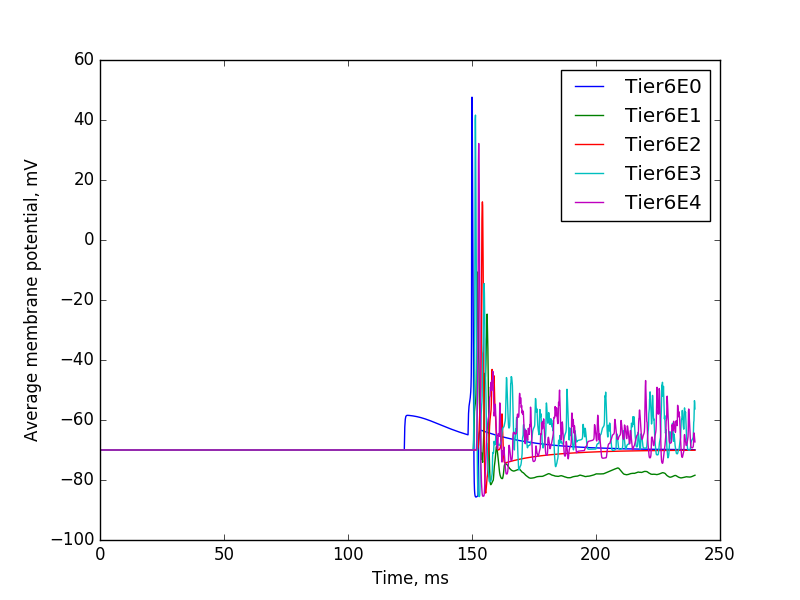 60
40
20
0
−20
−40
−60
−80
−100
Average membrane potential, mV
Tier6E0
Tier6E1
Tier6E2
Tier6E3
Tier6E4
0 50 100 150 200 250
Time, ms